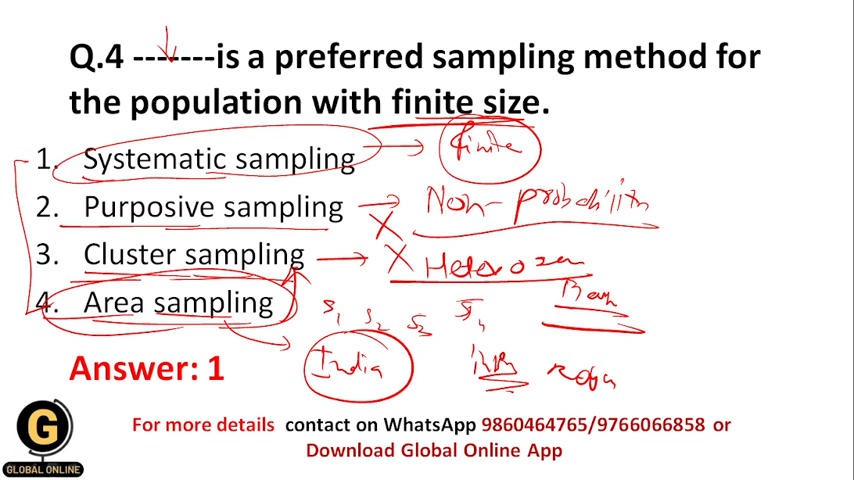 Q.4 -------is a preferred sampling method for
the population with finite size.
1. Systematic sampling
finite
2. Purposive sampling
Non-probability
3. Cluster sampling
4. Area sampling
S1 S2
India
Answer: 1
For more details contact on WhatsApp 9860464765/9766066858 or
Download Global Online App
G
GLOBAL ONLINE